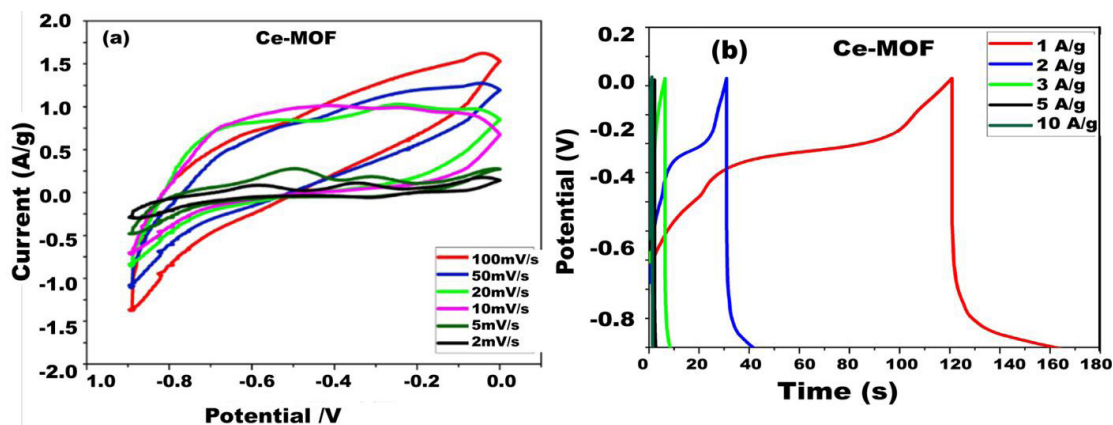 (a) Ce-MOF
Current (A/g)
2.0
1.5
1.0
0.5
0.0
-0.5
-1.0
-1.5
-2.0
100mV/s
50mV/s
20mV/s
10mV/s
5mV/s
2mV/s
1.0 -0.8 -0.6 -0.4 -0.2 0.0
Potential /V
(b) Ce-MOF
Potential (V)
0.2
0.0
-0.2
-0.4
-0.6
-0.8
1 A/g
2 A/g
3 A/g
5 A/g
10 A/g
0 20 40 60 80 100 120 140 160 180
Time (s)